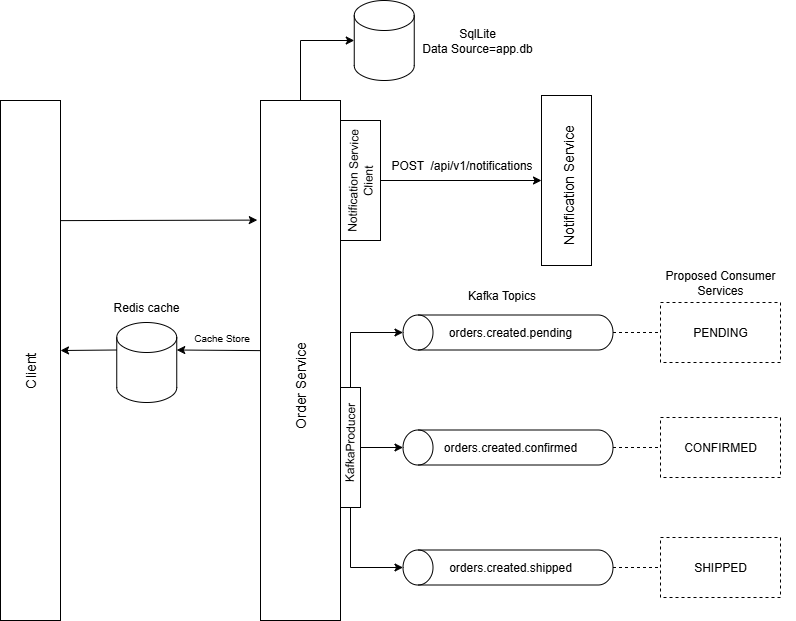 SqlLite
Data Source=app.db
Notification Service
Client
POST /api/v1/notifications
Notification Service
Redis cache
Cache Store
Client
Order Service
Kafka Topics
Proposed Consumer
Services
orders.created.pending
PENDING
KafkaProducer
orders.created.confirmed
CONFIRMED
orders.created.shipped
SHIPPED